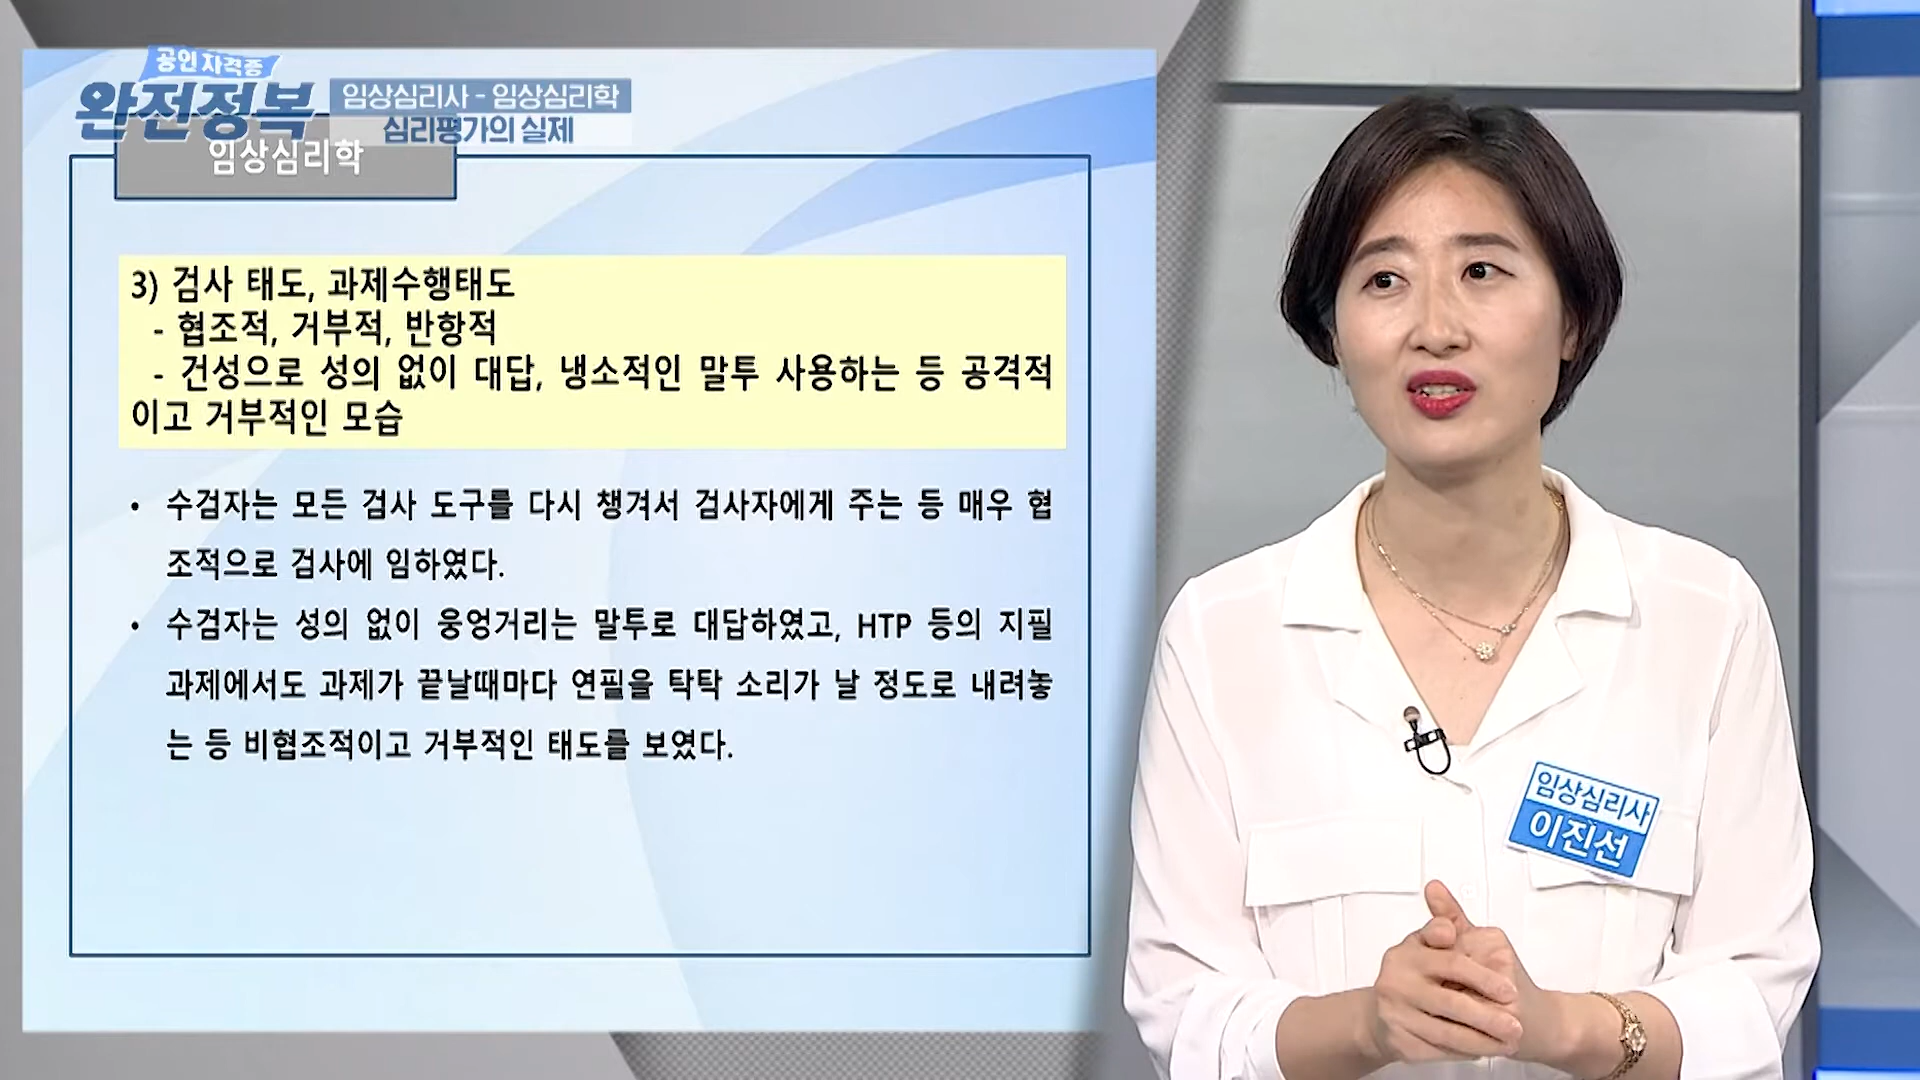 공인 자격증
완전정복
임상심리사 - 임상심리학
심리평가의 실제
임상심리학
3) 검사 태도, 과제수행태도
- 협조적, 거부적, 반항적
- 건성으로 성의 없이 대답, 냉소적인 말투 사용하는 등 공격적
이고 거부적인 모습
• 수검자는 모든 검사 도구를 다시 챙겨서 검사자에게 주는 등 매우 협
조적으로 검사에 임하였다.
• 수검자는 성의 없이 웅엉거리는 말투로 대답하였고, HTP 등의 지필
과제에서도 과제가 끝날때마다 연필을 탁탁 소리가 날 정도로 내려놓
는 등 비협조적이고 거부적인 태도를 보였다.
임상심리사
이진선